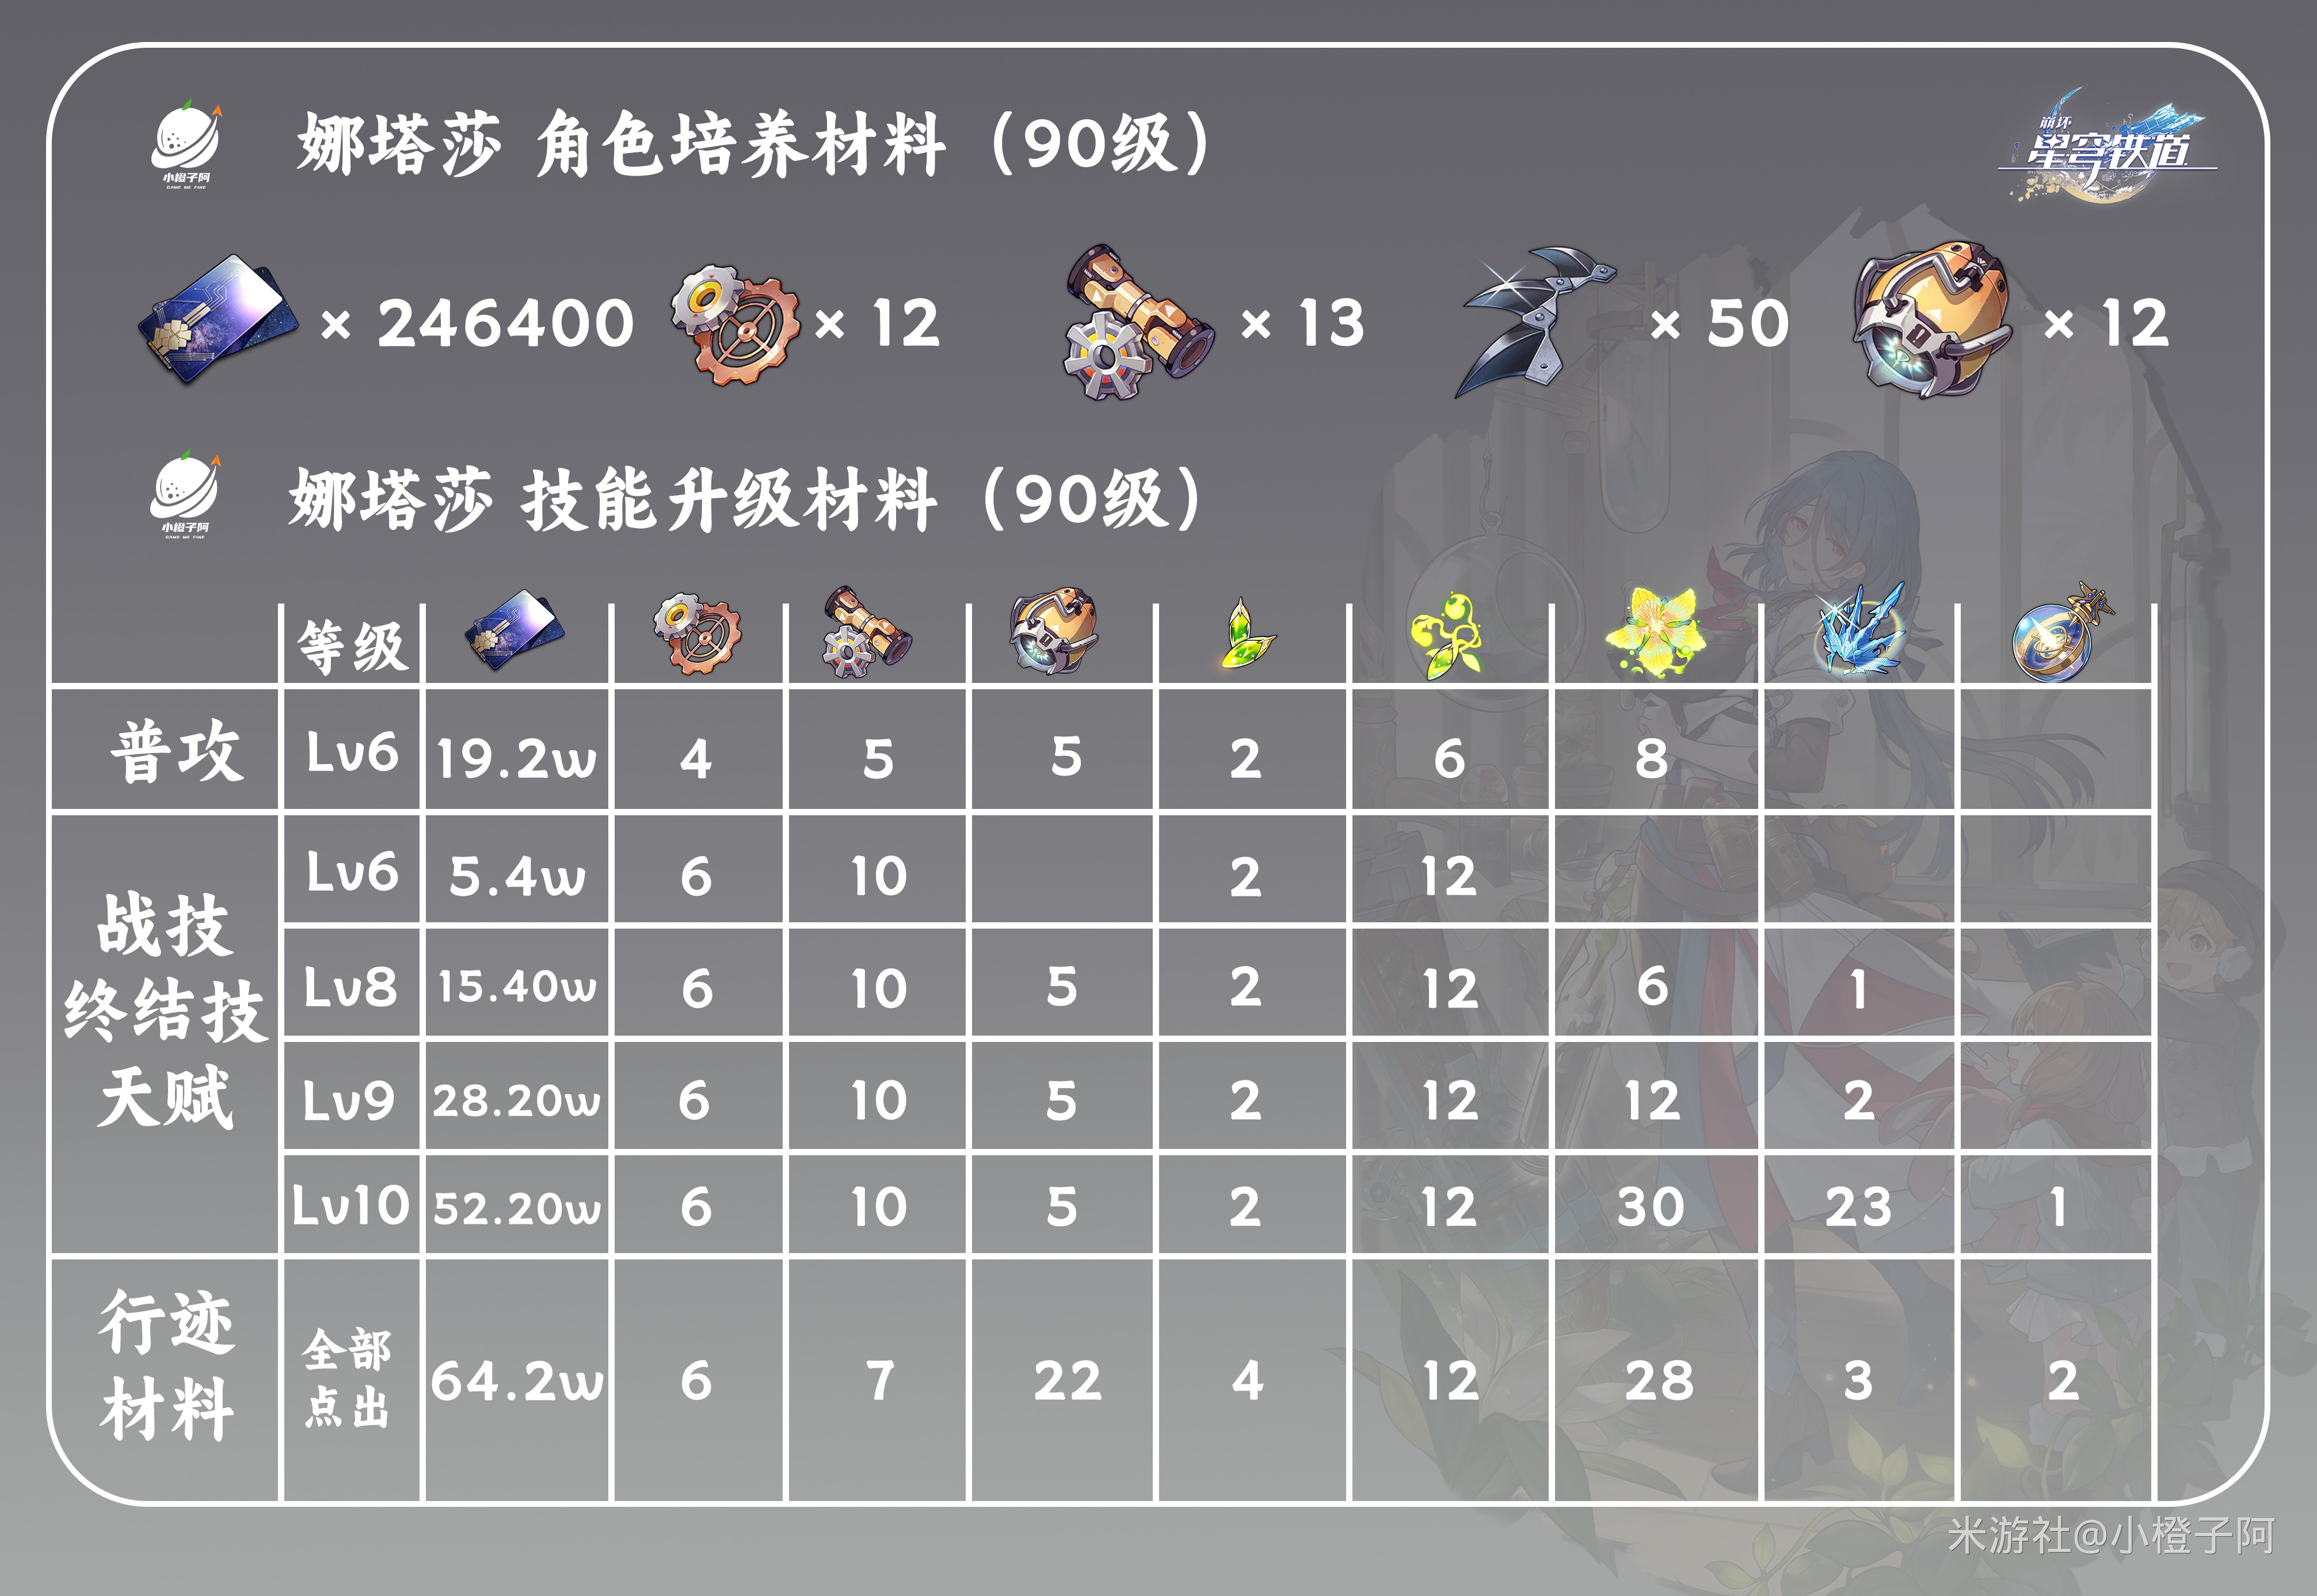 小橙子阿
GAME ME FINE
娜塔莎 角色培养材料（90级）
崩坏
星穹铁道
× 246400 × 12 × 13 × 50 × 12
小橙子阿
GAME ME FINE
娜塔莎 技能升级材料（90级）
等级
普攻 Lv6 19.2w 4 5 5 2 6 8
战技
终结技
天赋
Lv6 5.4w 6 10 2 12
Lv8 15.40w 6 10 5 2 12 6 1
Lv9 28.20w 6 10 5 2 12 12 2
Lv10 52.20w 6 10 5 2 12 30 23 1
行迹
材料
全部
点出
64.2w 6 7 22 4 12 28 3 2
米游社@小橙子阿